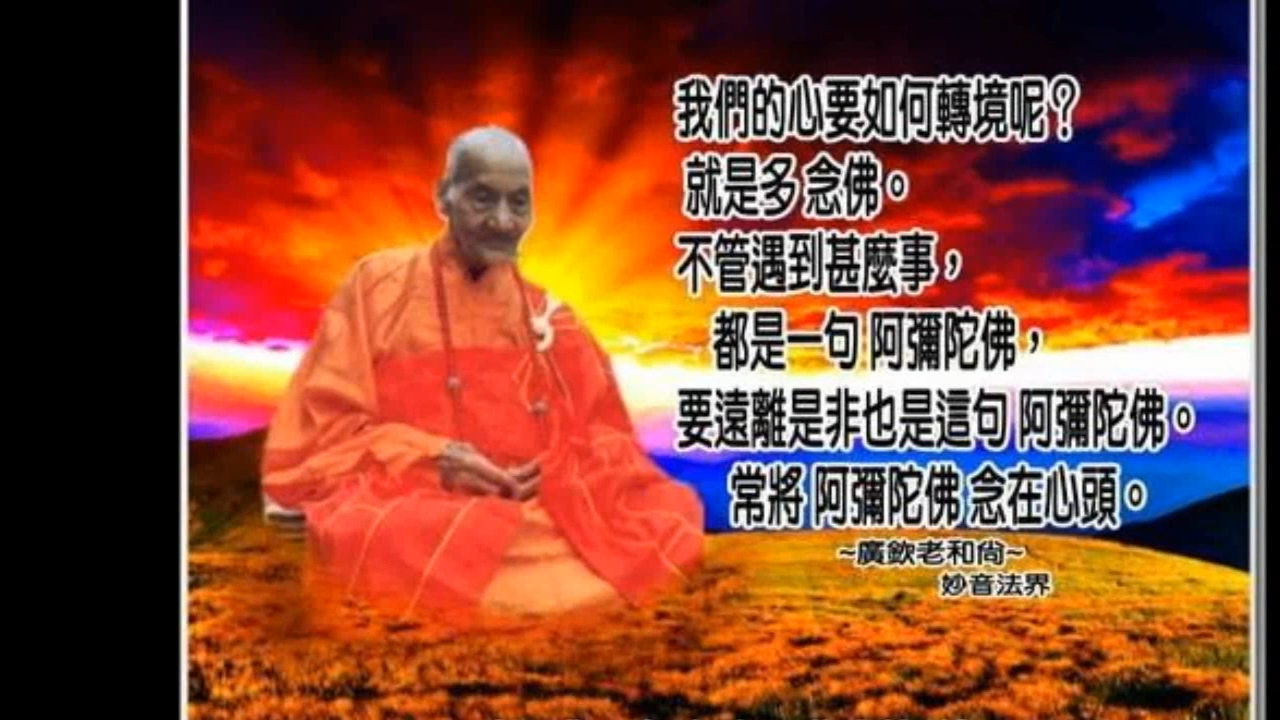 我們的心要如何轉境呢？
就是多 念佛。
不管遇到甚麼事，
都是一句 阿彌陀佛，
要遠離是非也是這句 阿彌陀佛。
常將 阿彌陀佛 念在心頭。
~廣欽老和尚~
妙音法界